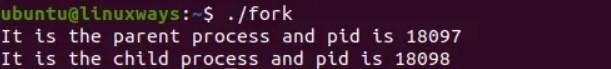 ubuntu@linuxways:~$ ./fork
It is the parent process and pid is 18097
It is the child process and pid is 18098